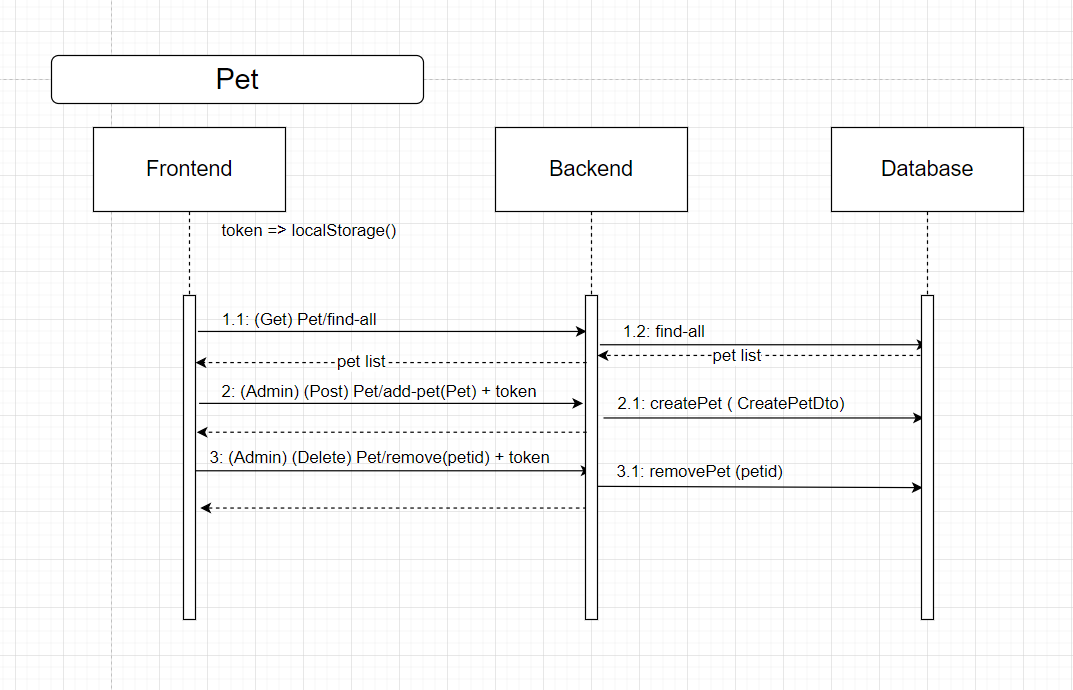 Pet
Frontend
Backend
Database
token => localStorage()
1.1: (Get) Pet/find-all
1.2: find-all
pet list
pet list
2: (Admin) (Post) Pet/add-pet(Pet) + token
2.1: createPet ( CreatePetDto)
3: (Admin) (Delete) Pet/remove(petid) + token
3.1: removePet (petid)